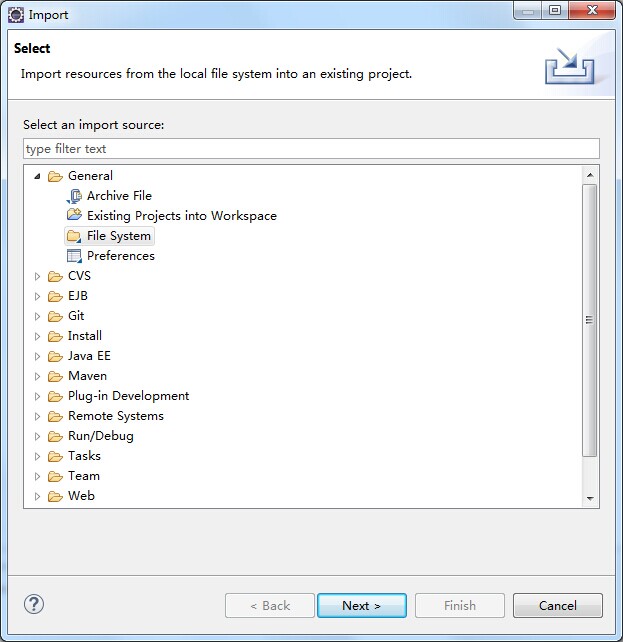 Import
Select
Import resources from the local file system into an existing project.
Select an import source:
type filter text
General
Archive File
Existing Projects into Workspace
File System
Preferences
CVS
EJB
Git
Install
Java EE
Maven
Plug-in Development
Remote Systems
Run/Debug
Tasks
Team
Web
?
< Back
Next >
Finish
Cancel